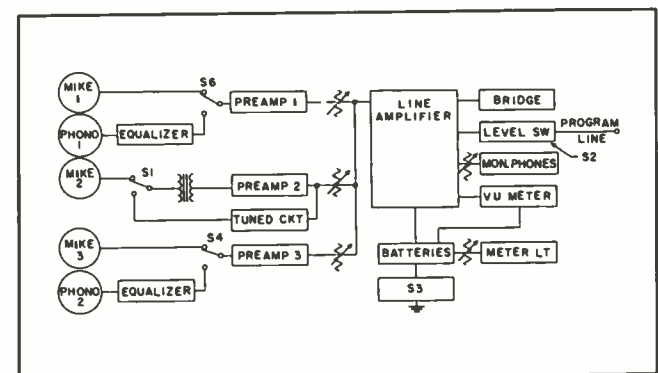 MIKE
1
S6
PREAMP 1
LINE
AMPLIFIER
BRIDGE
PHONO
1
EQUALIZER
LEVEL SW
PROGRAM
LINE
S2
MIKE
2
S1
PREAMP 2
MON. PHONES
TUNED CKT
VU METER
MIKE
3
S4
PREAMP 3
BATTERIES
METER LT
PHONO
2
EQUALIZER
S3